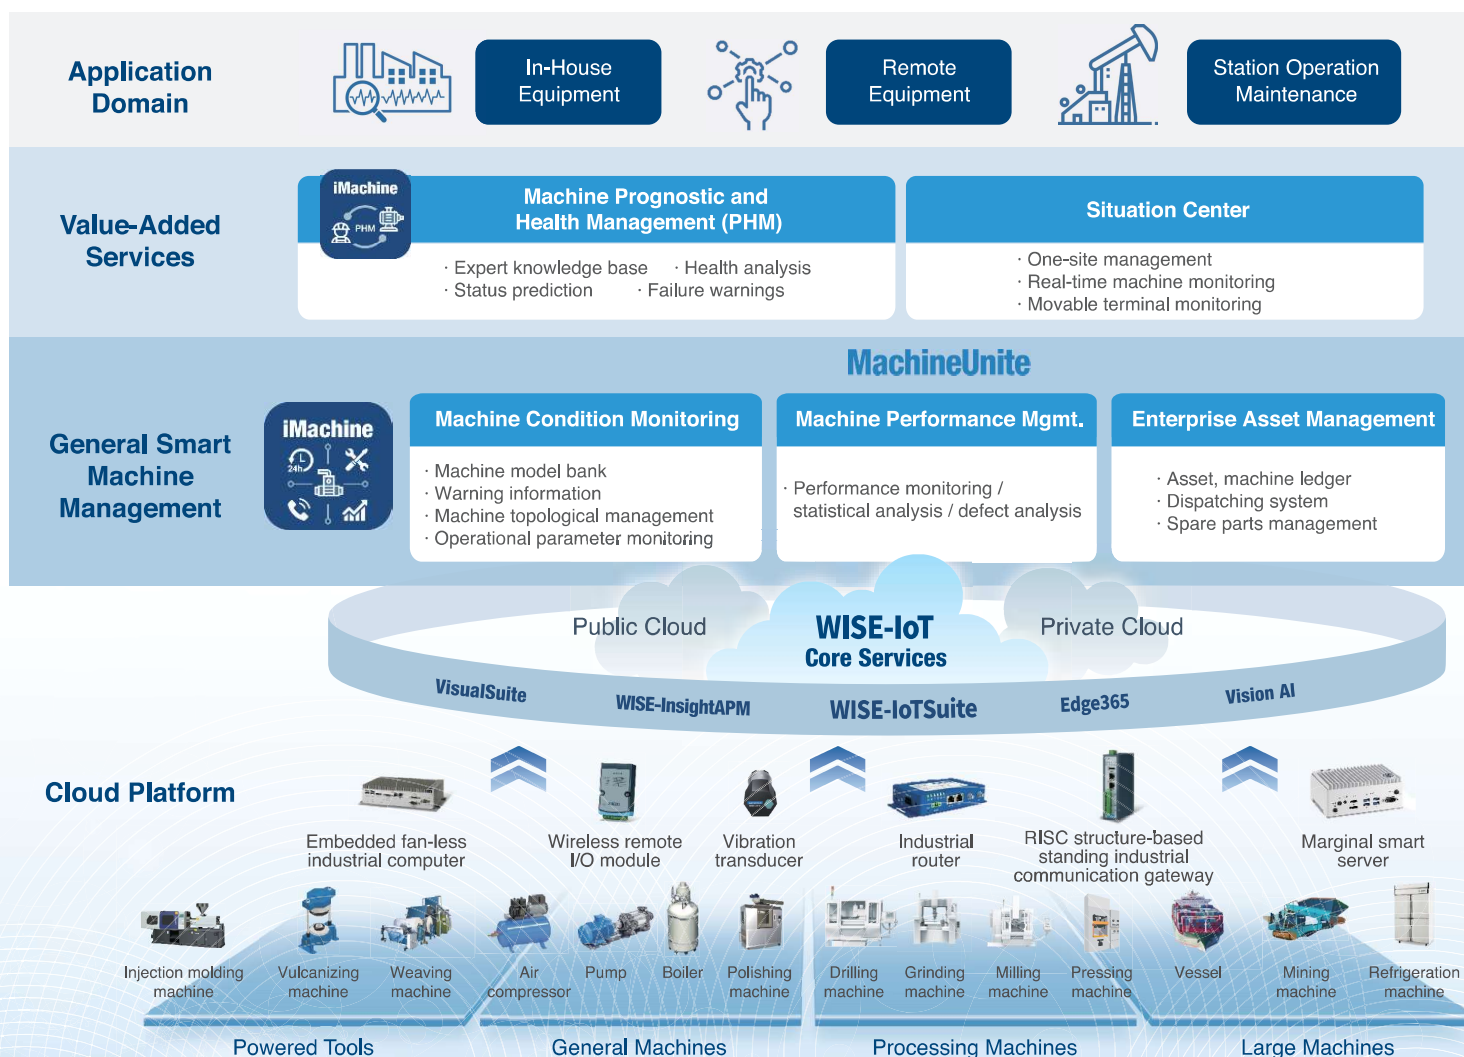 Application
Domain
In-House
Equipment
Remote
Equipment
Station Operation
Maintenance
Value-Added
Services
iMachine
PHM
Machine Prognostic and
Health Management (PHM)
· Expert knowledge base · Health analysis
· Status prediction · Failure warnings
Situation Center
· One-site management
· Real-time machine monitoring
· Movable terminal monitoring
MachineUnite
General Smart
Machine
Management
iMachine
24h
Machine Condition Monitoring
· Machine model bank
· Warning information
· Machine topological management
· Operational parameter monitoring
Machine Performance Mgmt.
· Performance monitoring /
statistical analysis / defect analysis
Enterprise Asset Management
· Asset, machine ledger
· Dispatching system
· Spare parts management
Public Cloud
WISE-IoT
Core Services
Private Cloud
VisualSuite
WISE-InsightAPM
WISE-IoTSuite
Edge365
Vision AI
Cloud Platform
Embedded fan-less
industrial computer
Wireless remote
I/O module
Vibration
transducer
Industrial
router
RISC structure-based
standing industrial
communication gateway
Marginal smart
server
Injection molding
machine
Vulcanizing
machine
Weaving
machine
Air
compressor
Pump
Boiler
Polishing
machine
Drilling
machine
Grinding
machine
Milling
machine
Pressing
machine
Vessel
Mining
machine
Refrigeration
machine
Powered Tools
General Machines
Processing Machines
Large Machines